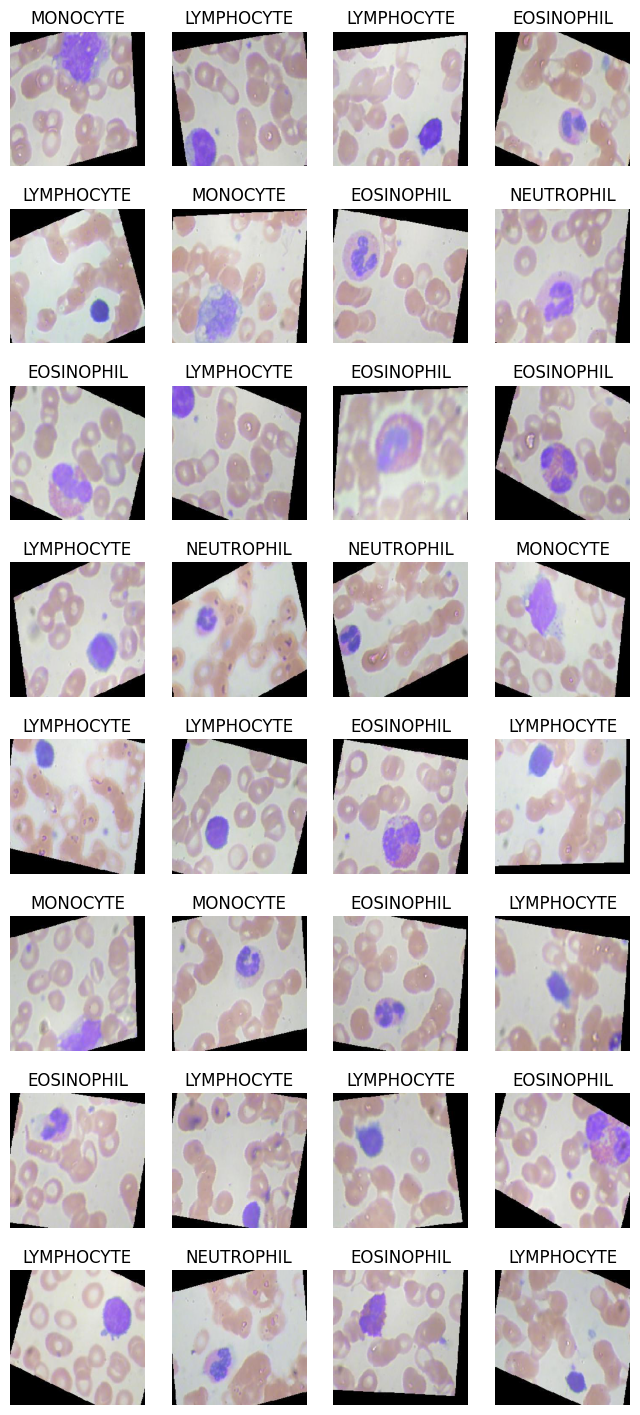 MONOCYTE LYMPHOCYTE LYMPHOCYTE EOSINOPHIL
LYMPHOCYTE MONOCYTE EOSINOPHIL NEUTROPHIL
EOSINOPHIL LYMPHOCYTE EOSINOPHIL EOSINOPHIL
LYMPHOCYTE NEUTROPHIL NEUTROPHIL MONOCYTE
LYMPHOCYTE LYMPHOCYTE EOSINOPHIL LYMPHOCYTE
MONOCYTE MONOCYTE EOSINOPHIL LYMPHOCYTE
EOSINOPHIL LYMPHOCYTE LYMPHOCYTE EOSINOPHIL
LYMPHOCYTE NEUTROPHIL EOSINOPHIL LYMPHOCYTE